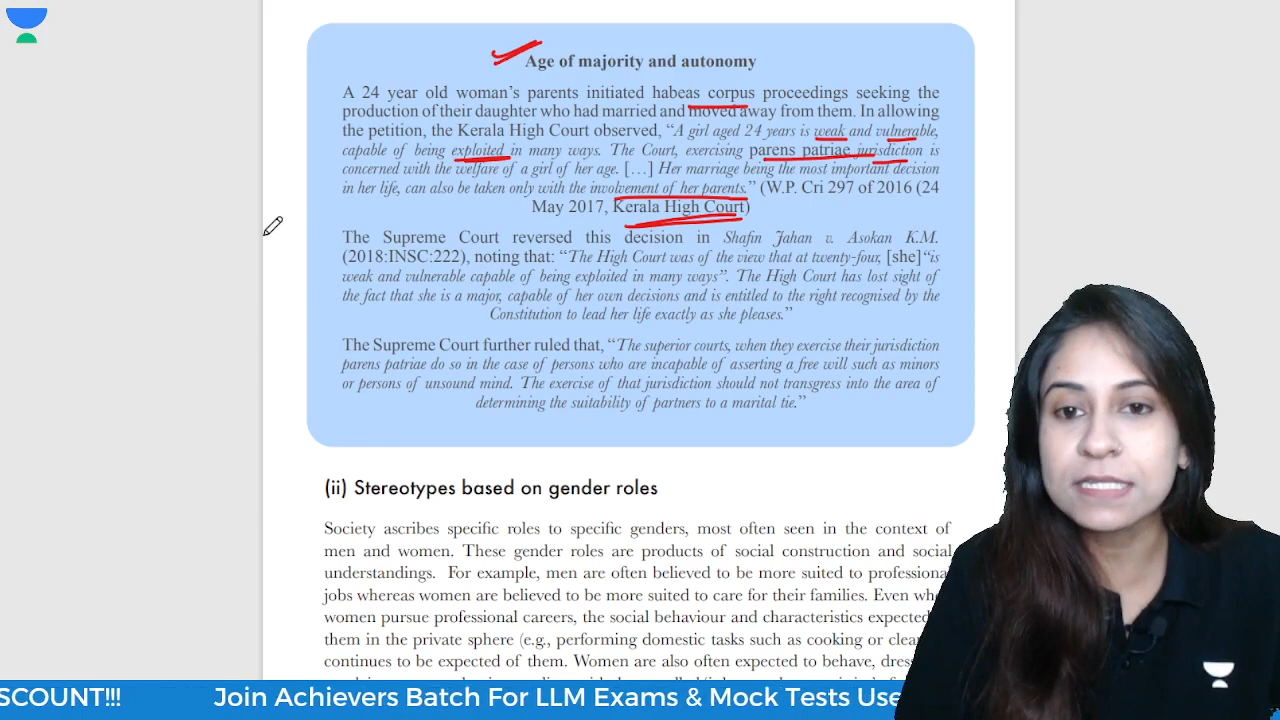 Age of majority and autonomy
A 24 year old woman's parents initiated habeas corpus proceedings seeking the
production of their daughter who had married and moved away from them. In allowing
the petition, the Kerala High Court observed, “A girl aged 24 years is weak and vulnerable,
capable of being exploited in many ways. The Court, exercising parens patriae jurisdiction is
concerned with the welfare of a girl of her age. […] Her marriage being the most important decision
in her life, can also be taken only with the involvement of her parents.” (W.P. Cri 297 of 2016 (24
May 2017, Kerala High Court)
The Supreme Court reversed this decision in Shafin Jahan v. Asokan K.M.
(2018:INSC:222), noting that: “The High Court was of the view that at twenty-four, [she]“is
weak and vulnerable capable of being exploited in many ways”. The High Court has lost sight of
the fact that she is a major, capable of her own decisions and is entitled to the right recognised by the
Constitution to lead her life exactly as she pleases.”
The Supreme Court further ruled that, “The superior courts, when they exercise their jurisdiction
parens patriae do so in the case of persons who are incapable of asserting a free will such as minors
or persons of unsound mind. The exercise of that jurisdiction should not transgress into the area of
determining the suitability of partners to a marital tie.”
(ii) Stereotypes based on gender roles
Society ascribes specific roles to specific genders, most often seen in the context of
men and women. These gender roles are products of social construction and social
understandings. For example, men are often believed to be more suited to professiona
jobs whereas women are believed to be more suited to care for their families. Even
women pursue professional careers, the social behaviour and characteristics expected
them in the private sphere (e.g., performing domestic tasks such as cooking or
continues to be expected of them. Women are also often expected to behave,
SCOUNT!!! Join Achievers Batch For LLM Exams & Mock Tests Use